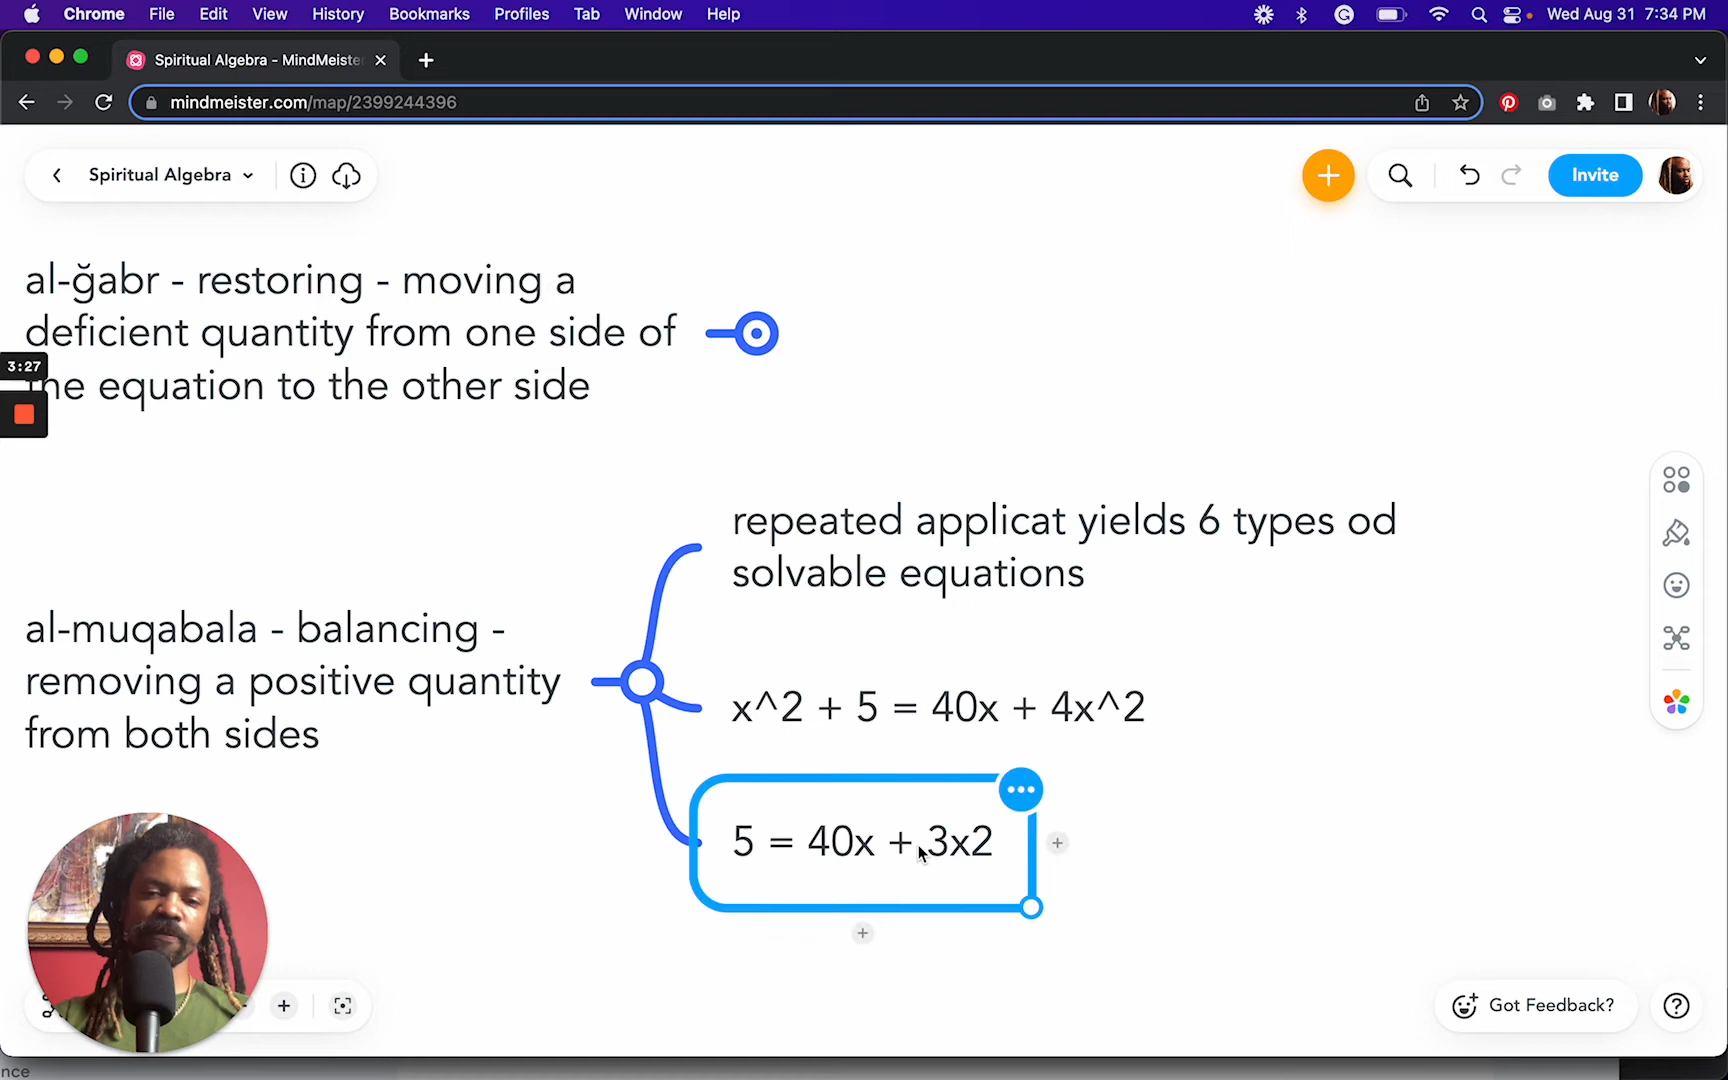 Chrome File Edit View History Bookmarks Profiles Tab Window Help Wed Aug 31 7:34 PM
Spiritual Algebra - MindMeiste
mindmeister.com/map/2399244396
Spiritual Algebra Invite
al-ğabr - restoring - moving a
deficient quantity from one side of
the equation to the other side
3:27
repeated applicat yields 6 types od
solvable equations
al-muqabala - balancing -
removing a positive quantity
from both sides
x^2 + 5 = 40x + 4x^2
5 = 40x + 3x2
Got Feedback?
nce